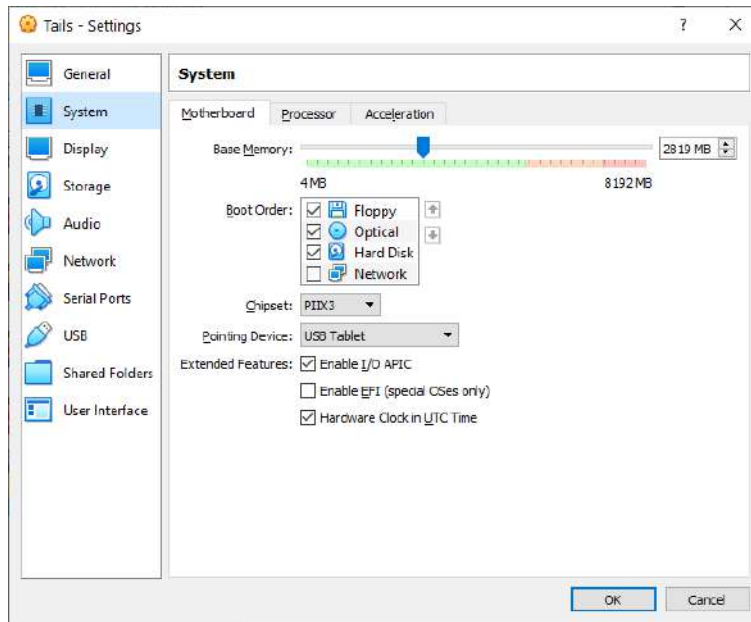 Tails - Settings
?
General
System
Display
Storage
Audio
Network
Serial Ports
USB
Shared Folders
User Interface
System
Motherboard Processor Acceleration
Base Memory: 2819 MB
4 MB 8192 MB
Boot Order: Floppy
Optical
Hard Disk
Network
Chipset: PIIX3
Pointing Device: USB Tablet
Extended Features: Enable I/O APIC
Enable EFI (special OSes only)
Hardware Clock in UTC Time
OK Cancel